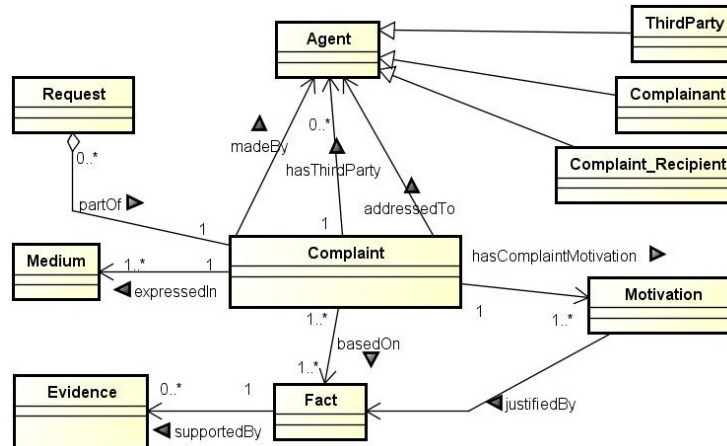 ThirdParty
Agent
Request
Complainant
0..*
madeBy
0..*
hasThirdParty
Complaint_Recipient
partOf
addressedTo
1
1
Complaint
hasComplaintMotivation
Medium
1..*
1
expressedIn
Motivation
1
1..*
1..*
basedOn
1..*
Evidence
0..*
1
Fact
justifiedBy
supportedBy